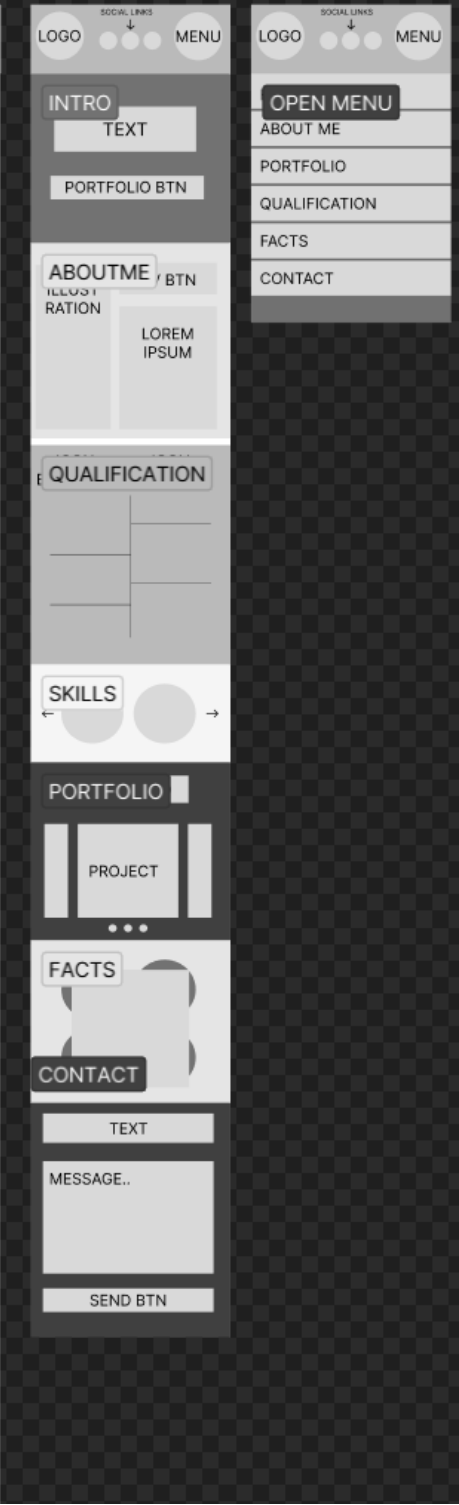 SOCIAL LINKS
LOGO
MENU
INTRO
TEXT
PORTFOLIO BTN
ABOUTME
BTN
ILLUST
RATION
LOREM
IPSUM
QUALIFICATION
SKILLS
←
→
PORTFOLIO
PROJECT
FACTS
CONTACT
TEXT
MESSAGE..
SEND BTN
SOCIAL LINKS
LOGO
MENU
OPEN MENU
ABOUT ME
PORTFOLIO
QUALIFICATION
FACTS
CONTACT